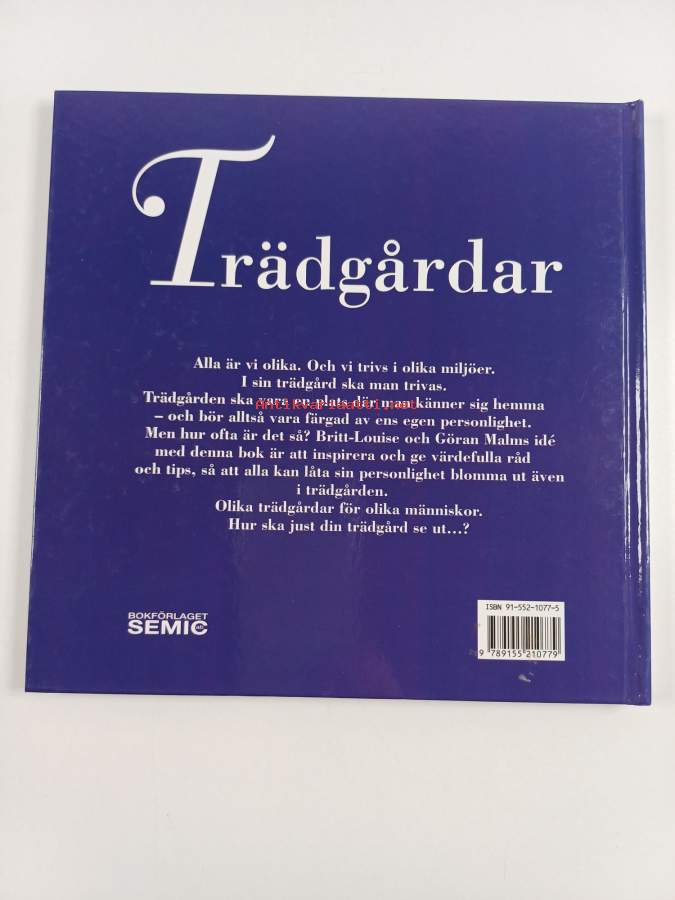 Trädgårdar
Alla är vi olika. Och vi trivs i olika miljöer.
I sin trädgård ska man trivas.
Trädgården ska vara en plats där man känner sig hemma
Antikvariaatti.net
– och bör alltså vara färgad av ens egen personlighet.
Men hur ofta är det så? Britt-Louise och Göran Malms idé
med denna bok är att inspirera och ge värdefulla råd
och tips, så att alla kan låta sin personlighet blomma ut även
i trädgården.
Olika trädgårdar för olika människor.
Hur ska just din trädgård se ut...?
ISBN 91-552-1077-5
BOKFÖRLAGET
SEMIC
9 789155 210779